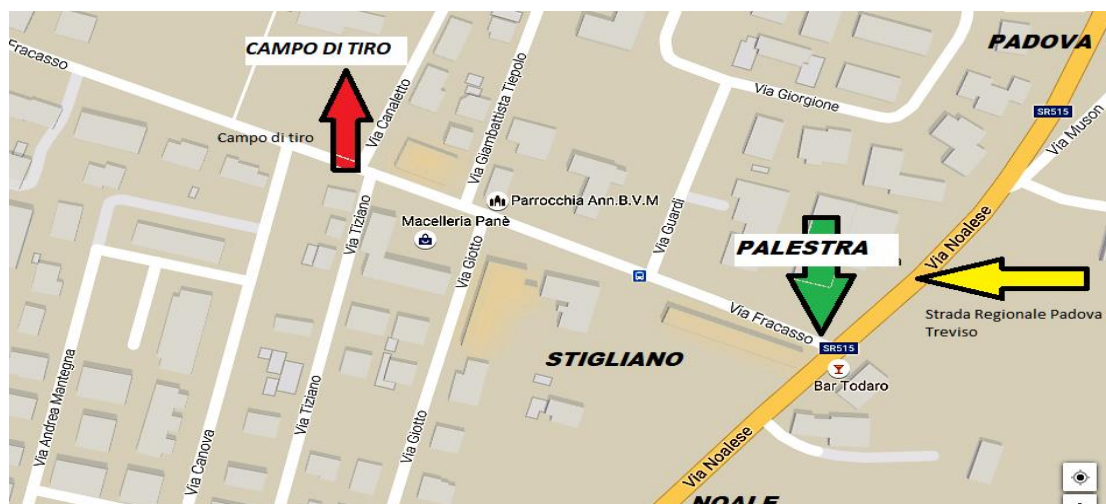 Fracasso
CAMPO DI TIRO
Campo di tiro
Via Canaletto
Via Giambattista Tiepolo
Via Giorgione
PADOVA
SR515
Via Muson
Parrocchia Ann.B.V.M
Macelleria Panè
Via Tiziano
Via Giotto
Via Guardi
PALESTRA
Via Noalese
Strada Regionale Padova
Treviso
Via Fracasso
SR515
Bar Todaro
STIGLIANO
Via Andrea Mantegna
Via Canova
Via Tiziano
Via Giotto
Via Noalese
NOALE